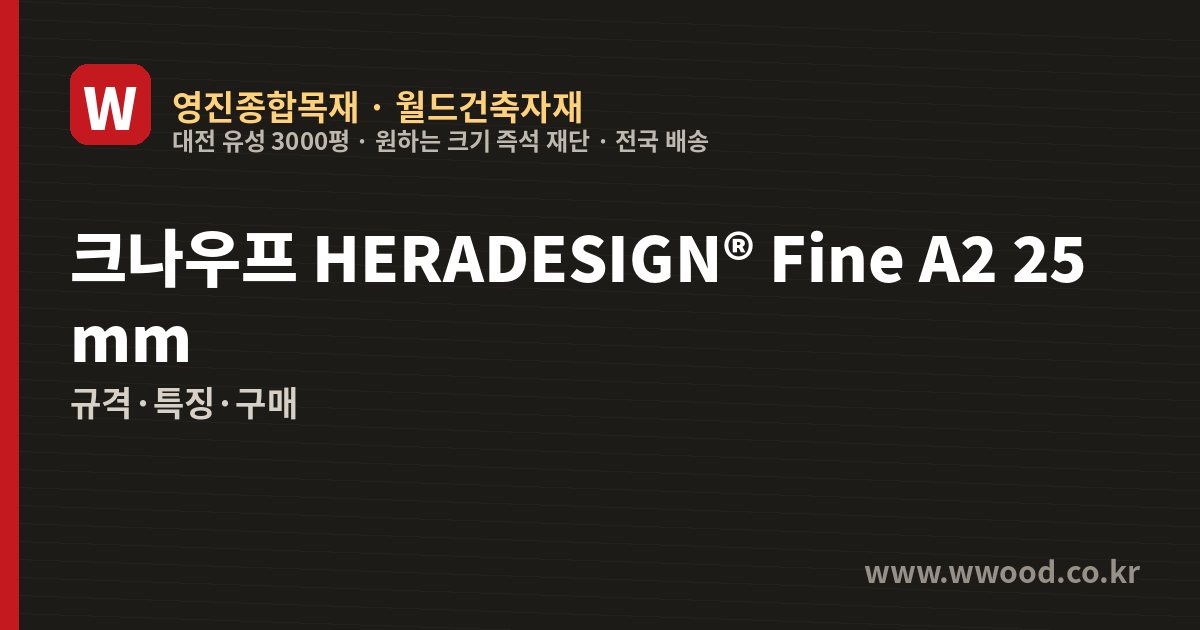 W
영진종합목재 · 월드건축자재
대전 유성 3000평 · 원하는 크기 즉석 재단 · 전국 배송
크나우프 HERADESIGN® Fine A2 25
mm
규격·특징·구매
www.wwood.co.kr